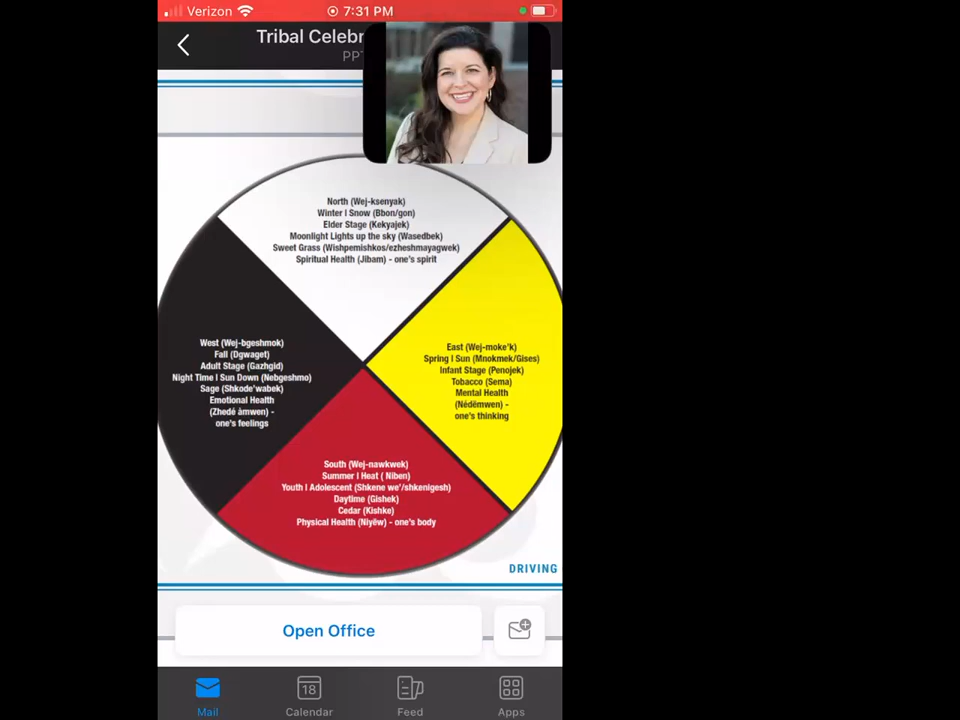 Verizon
7:31 PM
Tribal Celebr
PPT
North (Wej-ksenyak)
Winter | Snow (Bbon/gon)
Elder Stage (Kekyajek)
Moonlight Lights up the sky (Wasedbek)
Sweet Grass (Wishpemishkos/ezheshmayagwek)
Spiritual Health (Jibam) - one's spirit
West (Wej-bgeshmok)
Fall (Dgwaget)
Adult Stage (Gazhgid)
Night Time | Sun Down (Nebgeshmo)
Sage (Shkode'wabek)
Emotional Health
(Zhedé àmwen) -
one's feelings
East (Wej-moke'k)
Spring | Sun (Mnokmek/Gises)
Infant Stage (Penojek)
Tobacco (Sema)
Mental Health
(Nédëmwen) -
one's thinking
South (Wej-nawkwek)
Summer | Heat ( Niben)
Youth | Adolescent (Shkene we'/shkenigesh)
Daytime (Gishek)
Cedar (Kishke)
Physical Health (Niyëw) - one's body
DRIVING
Open Office
18
Mail
Calendar
Feed
Apps